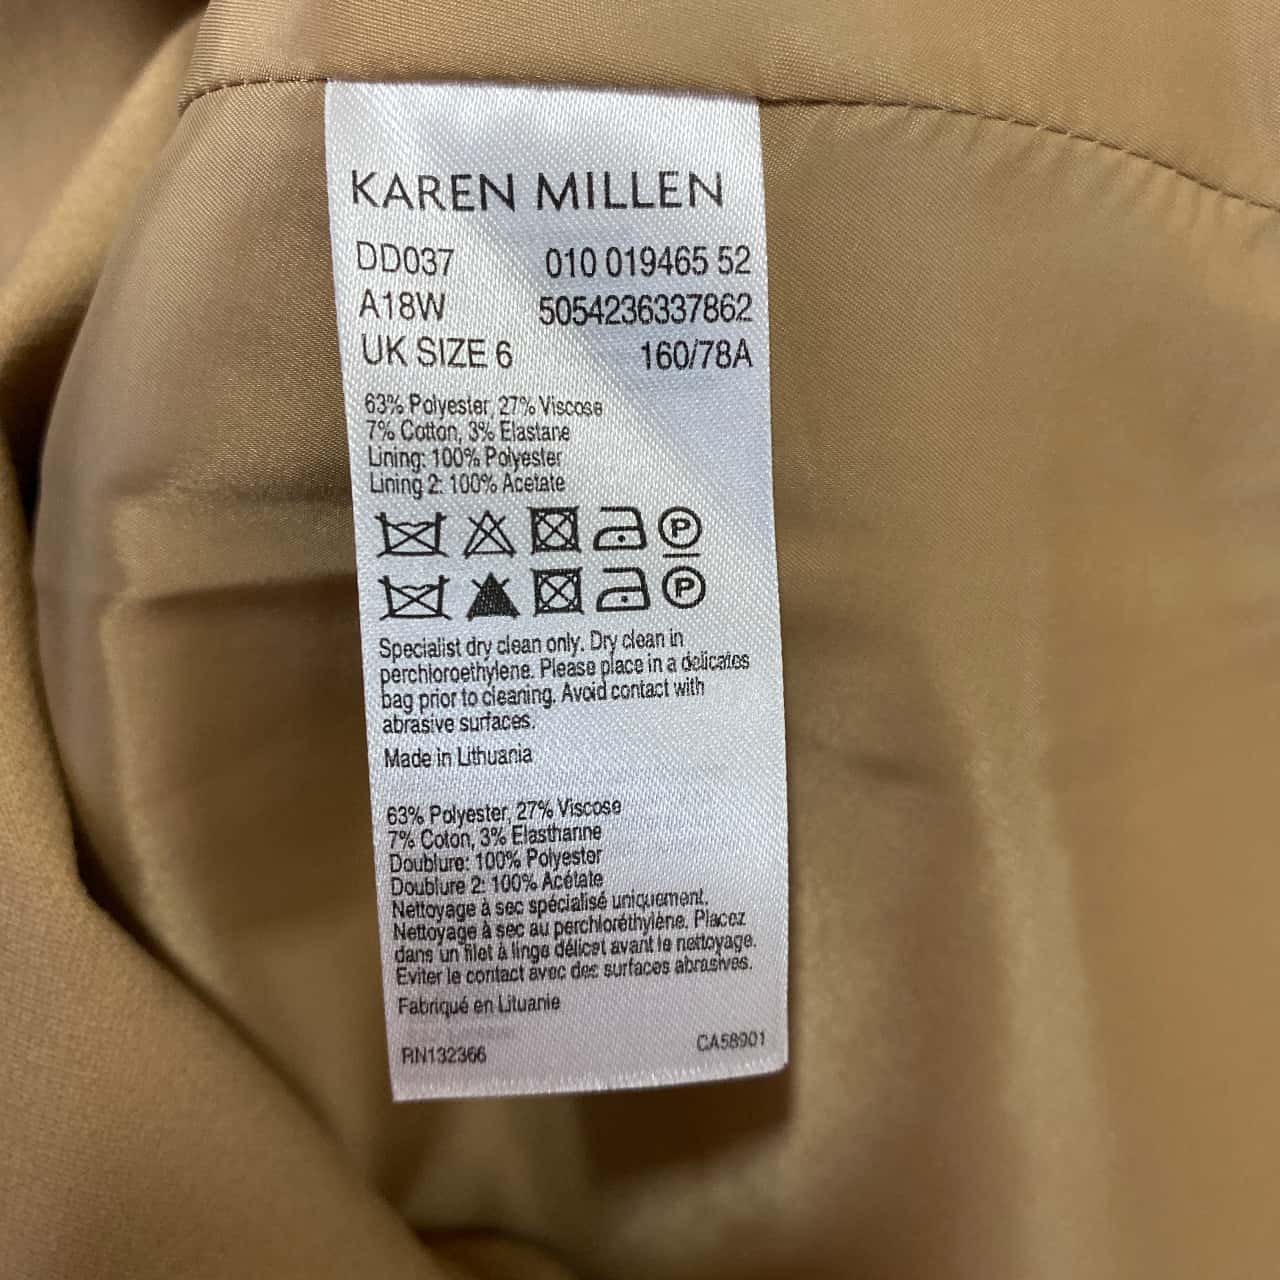 KAREN MILLEN
DD037 010 019465 52
A18W 5054236337862
UK SIZE 6 160/78A
63% Polyester, 27% Viscose
7% Cotton, 3% Elastane
Lining: 100% Polyester
Lining 2: 100% Acetate
P
P
Specialist dry clean only. Dry clean in
perchloroethylene. Please place in a delicates
bag prior to cleaning. Avoid contact with
abrasive surfaces.
Made in Lithuania
63% Polyester, 27% Viscose
7% Coton, 3% Elasthanne
Doublure: 100% Polyester
Doublure 2: 100% Acétate
Nettoyage à sec spécialisé uniquement.
Nettoyage à sec au perchloréthylène. Placez
dans un filet à linge délicat avant le nettoyage.
Eviter le contact avec des surfaces abrasives.
Fabriqué en Lituanie
RN132366 CA58901